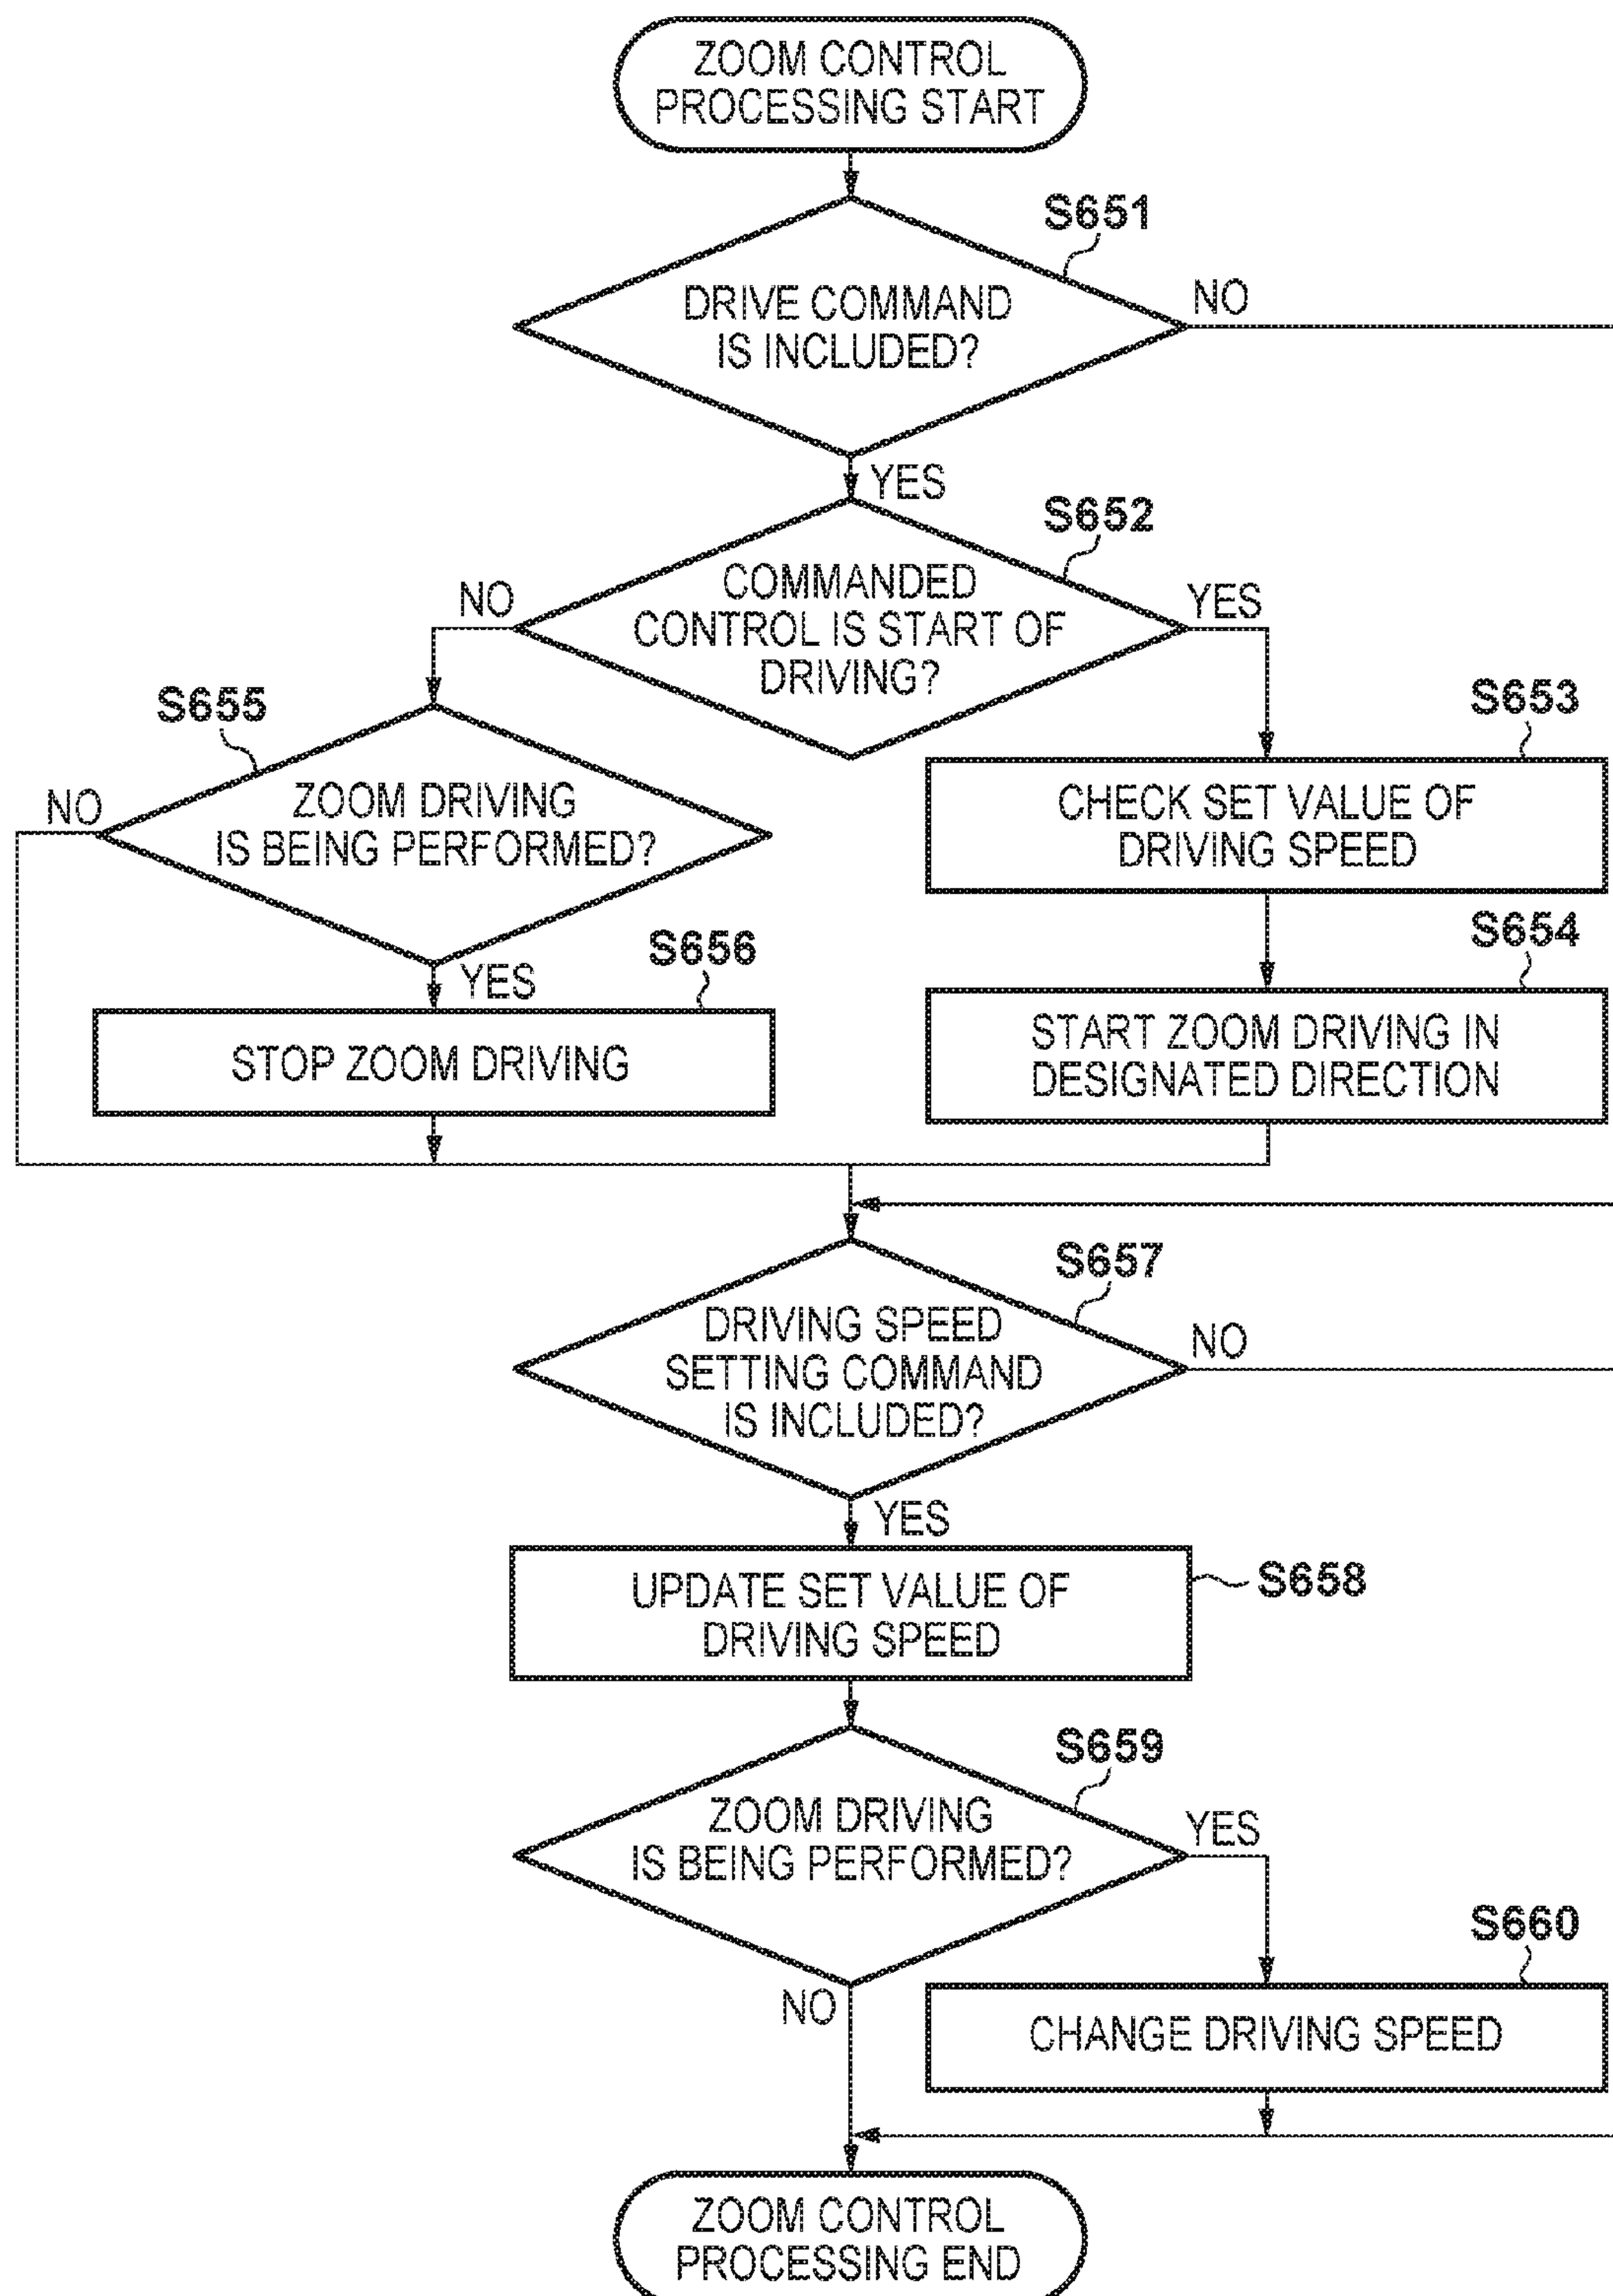 ZOOM CONTROL
PROCESSING START
S651
DRIVE COMMAND
IS INCLUDED?
NO
YES
S652
COMMANDED
CONTROL IS START OF
DRIVING?
NO
YES
S655
ZOOM DRIVING
IS BEING PERFORMED?
NO
YES
S653
CHECK SET VALUE OF
DRIVING SPEED
S656
STOP ZOOM DRIVING
S654
START ZOOM DRIVING IN
DESIGNATED DIRECTION
S657
DRIVING SPEED
SETTING COMMAND
IS INCLUDED?
NO
YES
UPDATE SET VALUE OF
DRIVING SPEED
S658
S659
ZOOM DRIVING
IS BEING PERFORMED?
YES
NO
S660
CHANGE DRIVING SPEED
ZOOM CONTROL
PROCESSING END